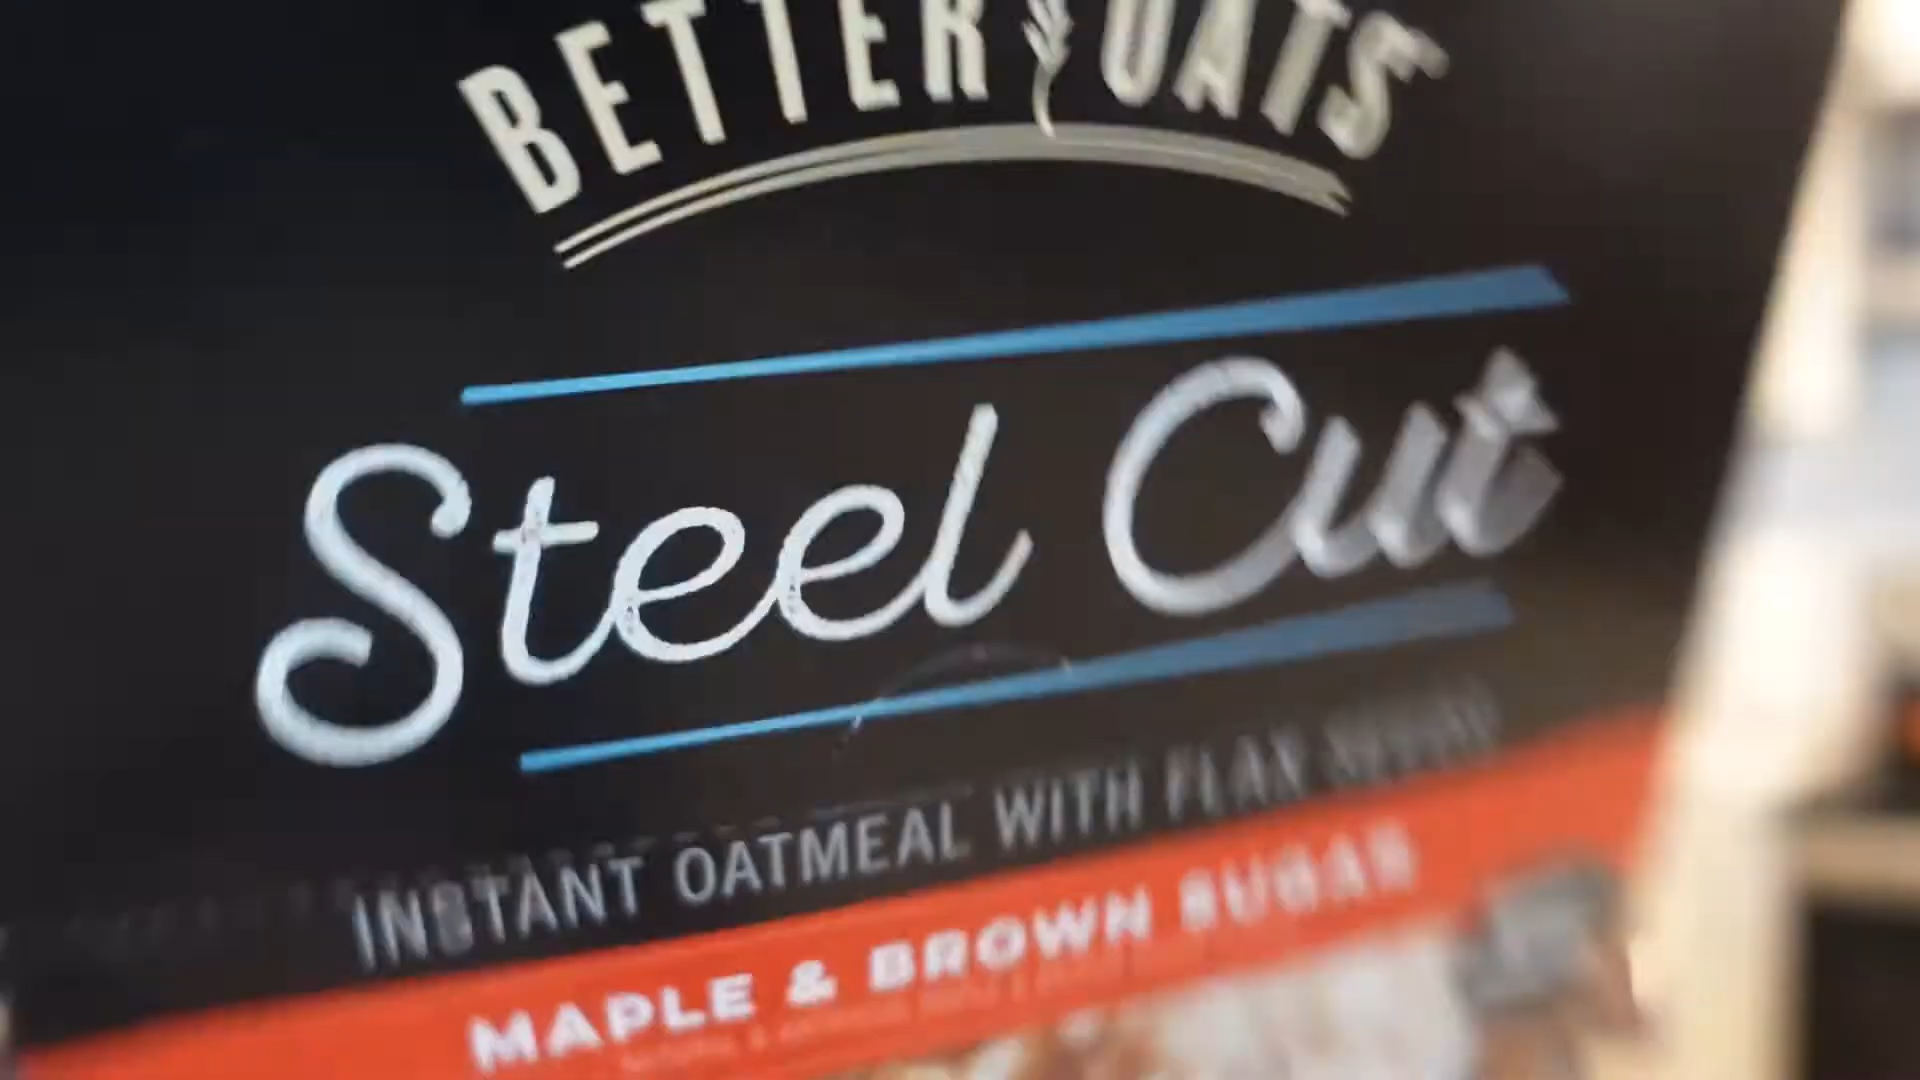 BETTER OATS
Steel Cut
INSTANT OATMEAL WITH FLAX
MAPLE & BROWN SUGAR